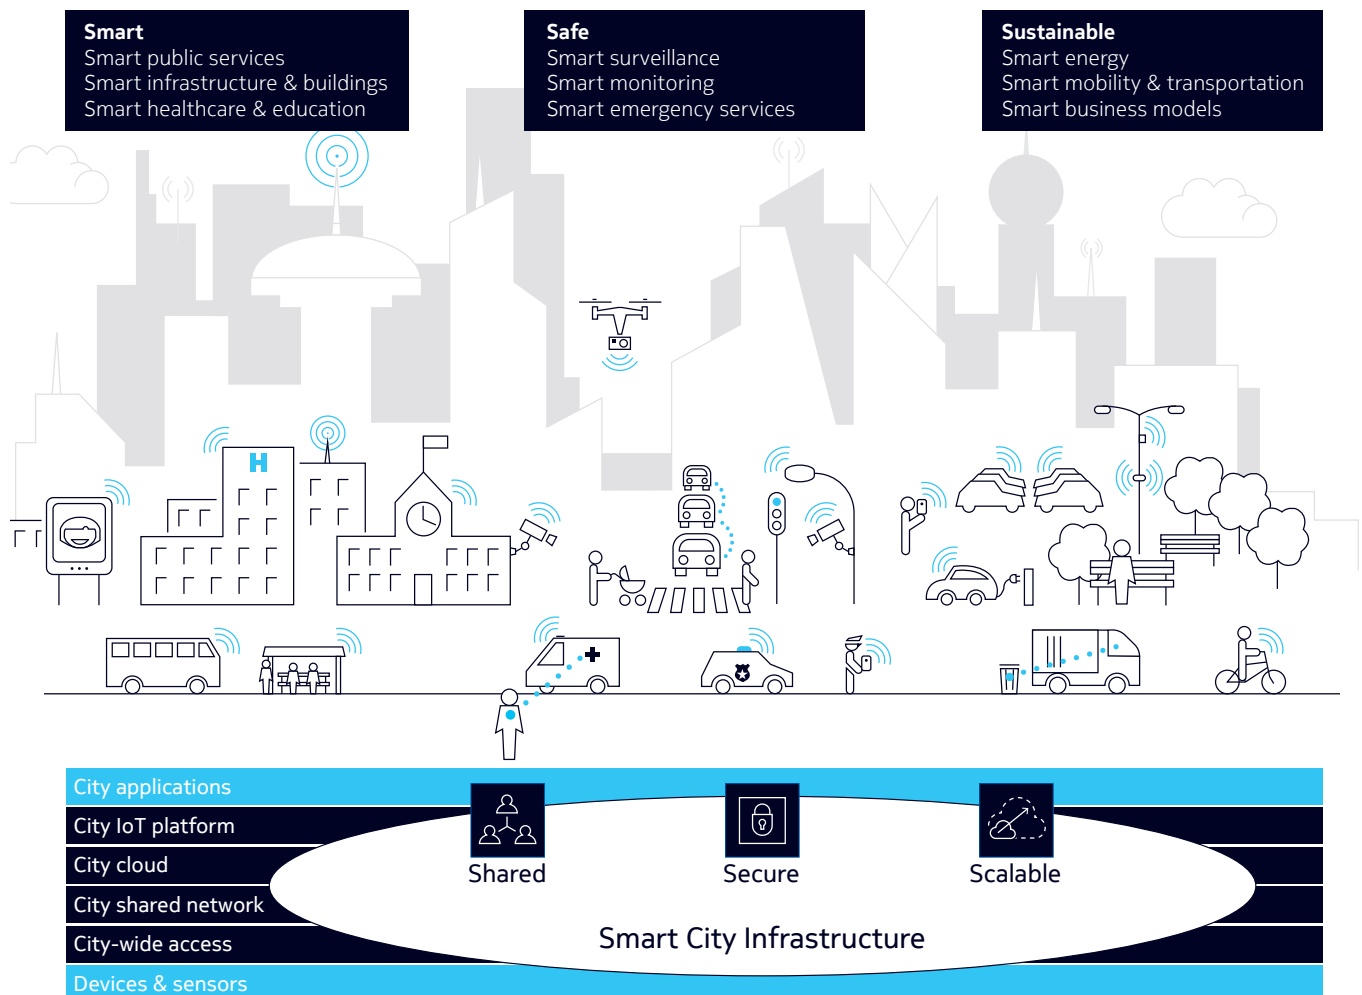 Smart
Smart public services
Smart infrastructure & buildings
Smart healthcare & education
Safe
Smart surveillance
Smart monitoring
Smart emergency services
Sustainable
Smart energy
Smart mobility & transportation
Smart business models
H
City applications
City IoT platform
City cloud
City shared network
City-wide access
Devices & sensors
Shared
Secure
Scalable
Smart City Infrastructure